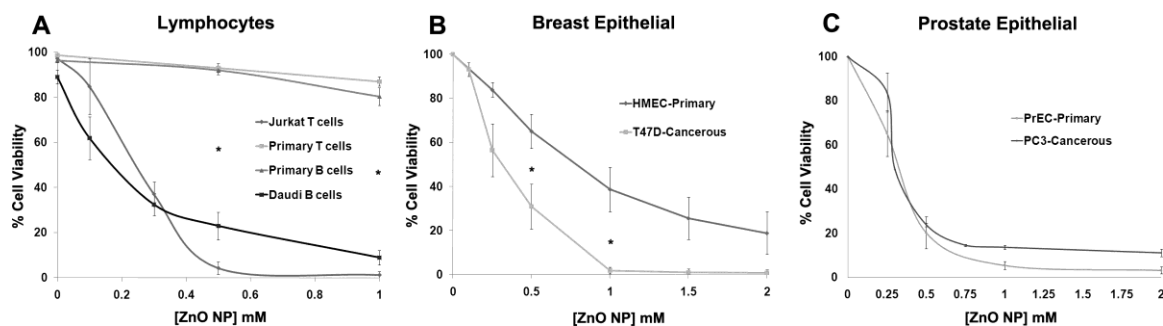 A
Lymphocytes
% Cell Viability
100
80
60
40
20
0
0
0.2
0.4
0.6
0.8
1
[ZnO NP] mM
Jurkat T cells
Primary T cells
Primary B cells
Daudi B cells
*
*
B
Breast Epithelial
% Cell Viability
100
80
60
40
20
0
0
0.5
1
1.5
2
[ZnO NP] mM
HMEC-Primary
T47D-Cancerous
*
*
C
Prostate Epithelial
% Cell Viability
100
80
60
40
20
0
0
0.25
0.5
0.75
1
1.25
1.5
1.75
2
[ZnO NP] mM
PrEC-Primary
PC3-Cancerous